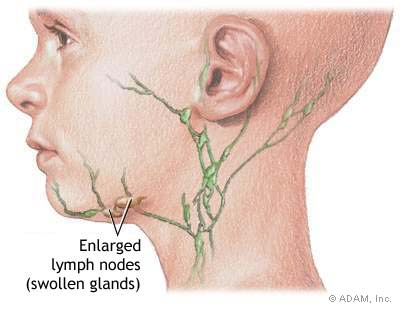 Enlarged
lymph nodes
(swollen glands)
© ADAM, Inc.